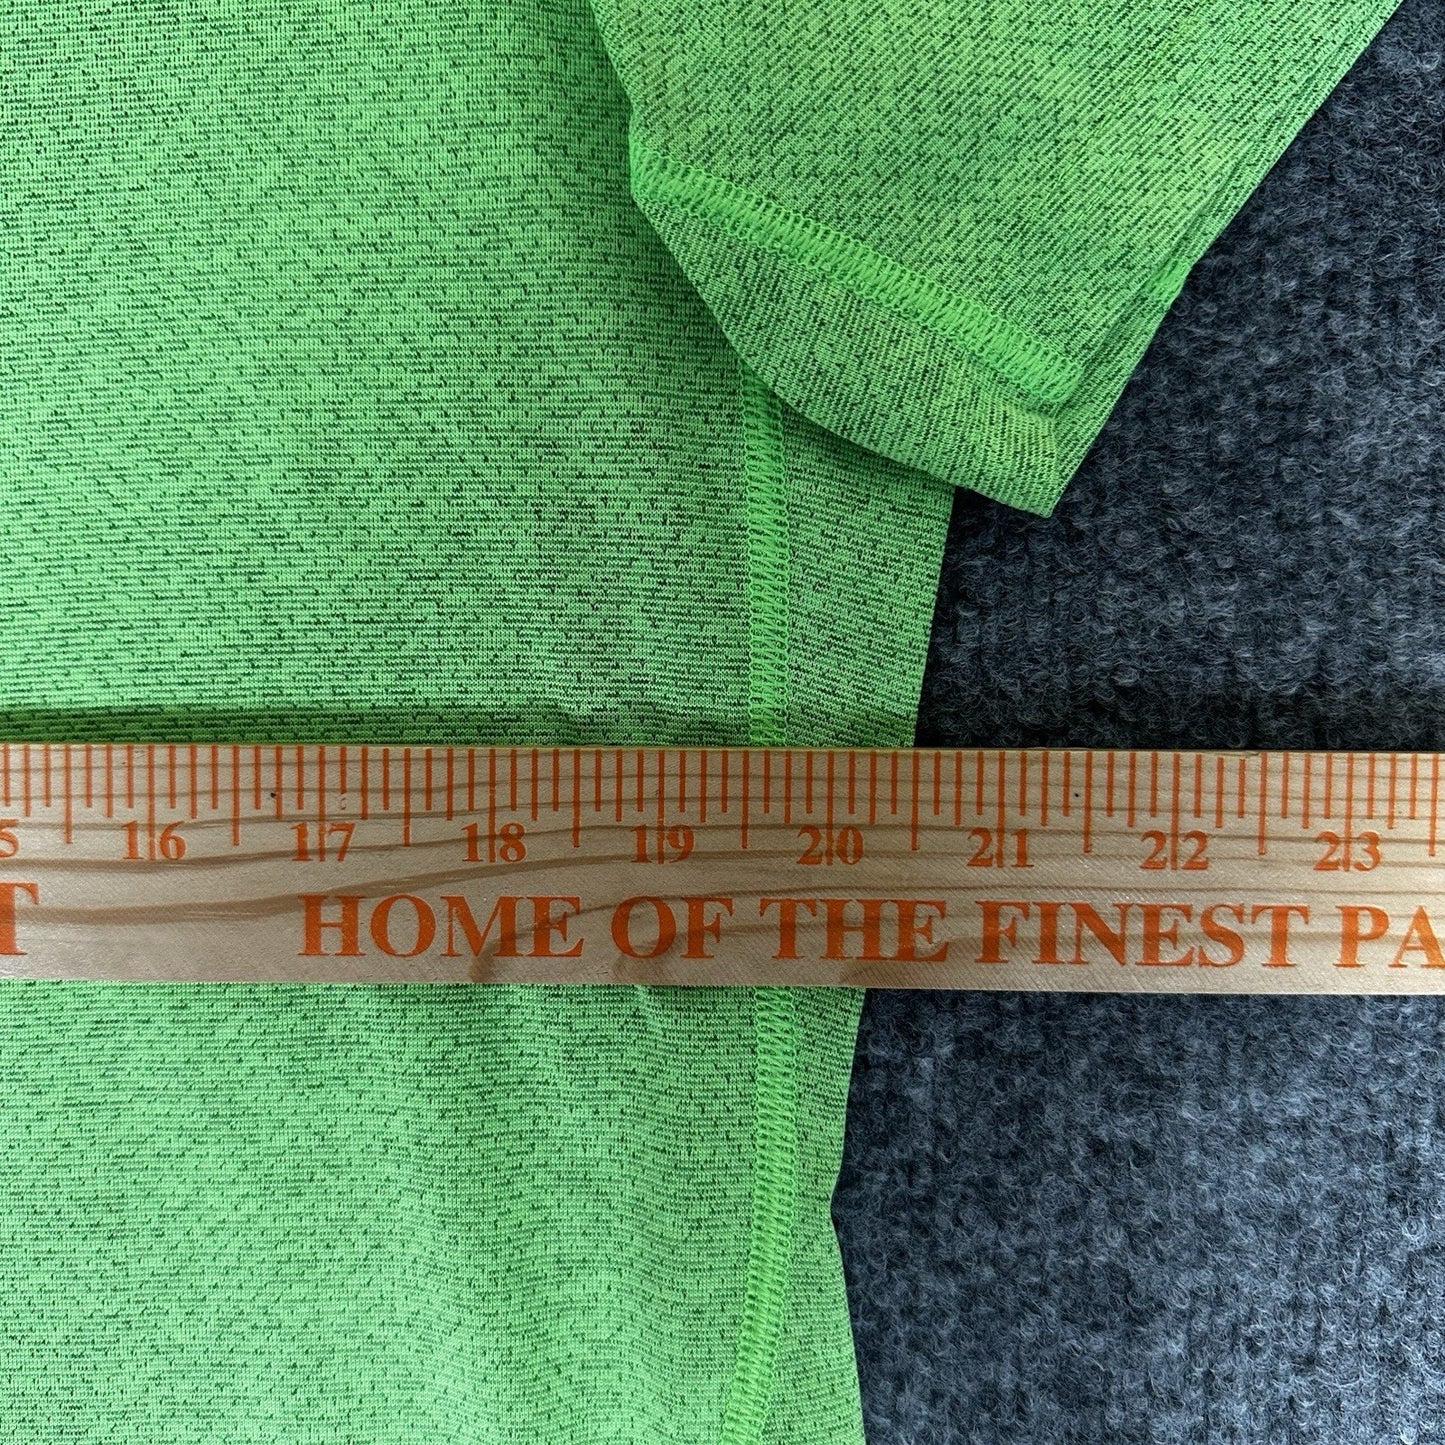 5 16 17 18 19 20 21 22 23
T HOME OF THE FINEST PA